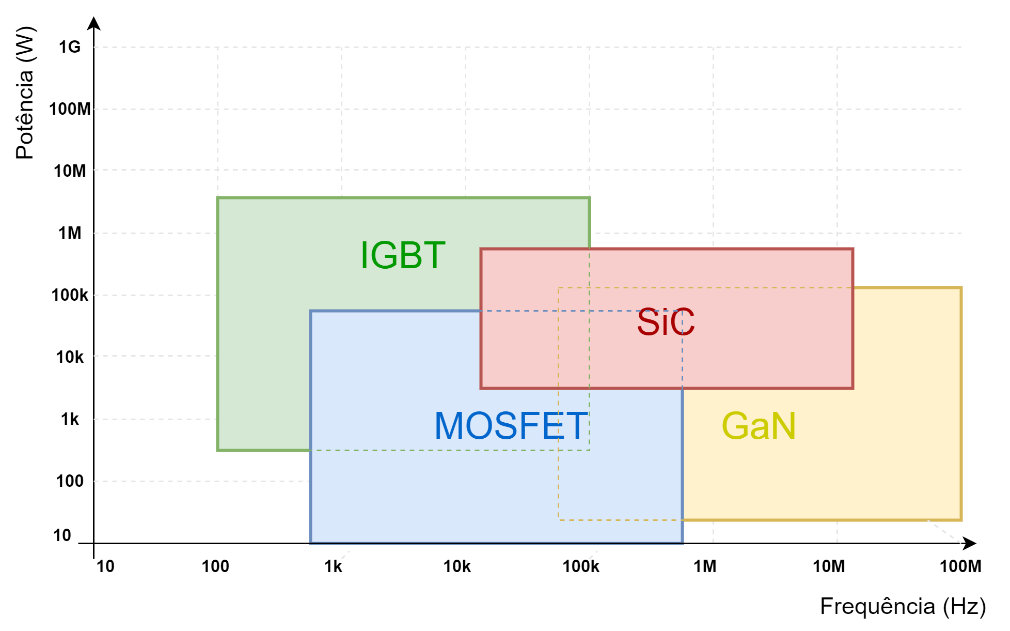 Potência (W)
1G
100M
10M
1M
100k
10k
1k
100
10
IGBT
SiC
MOSFET
GaN
10
100
1k
10k
100k
1M
10M
100M
Frequência (Hz)